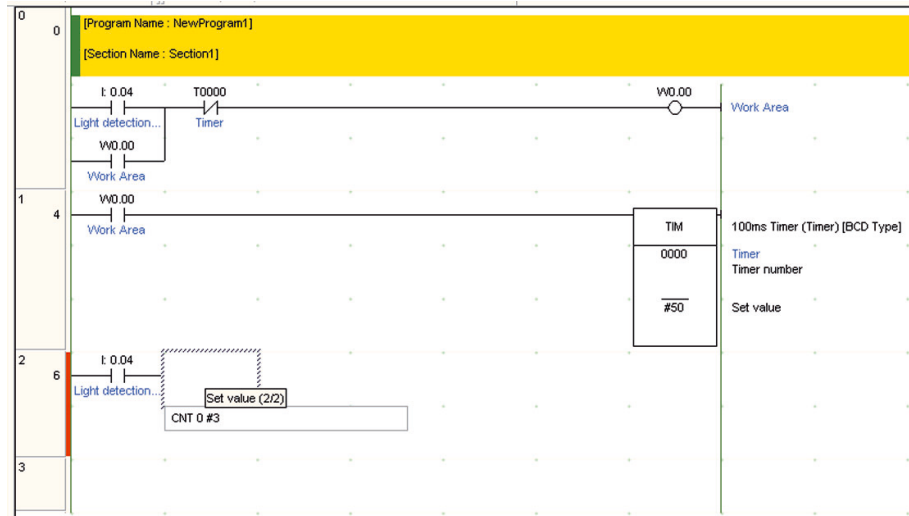 0
0
[Program Name : NewProgram1]
[Section Name : Section1]
I: 0.04
T0000
W0.00
Light detection...
Timer
Work Area
W0.00
Work Area
1
4
W0.00
Work Area
TIM
100ms Timer (Timer) [BCD Type]
0000
Timer
Timer number
#50
Set value
2
6
I: 0.04
Light detection...
Set value (2/2)
CNT 0 #3
3